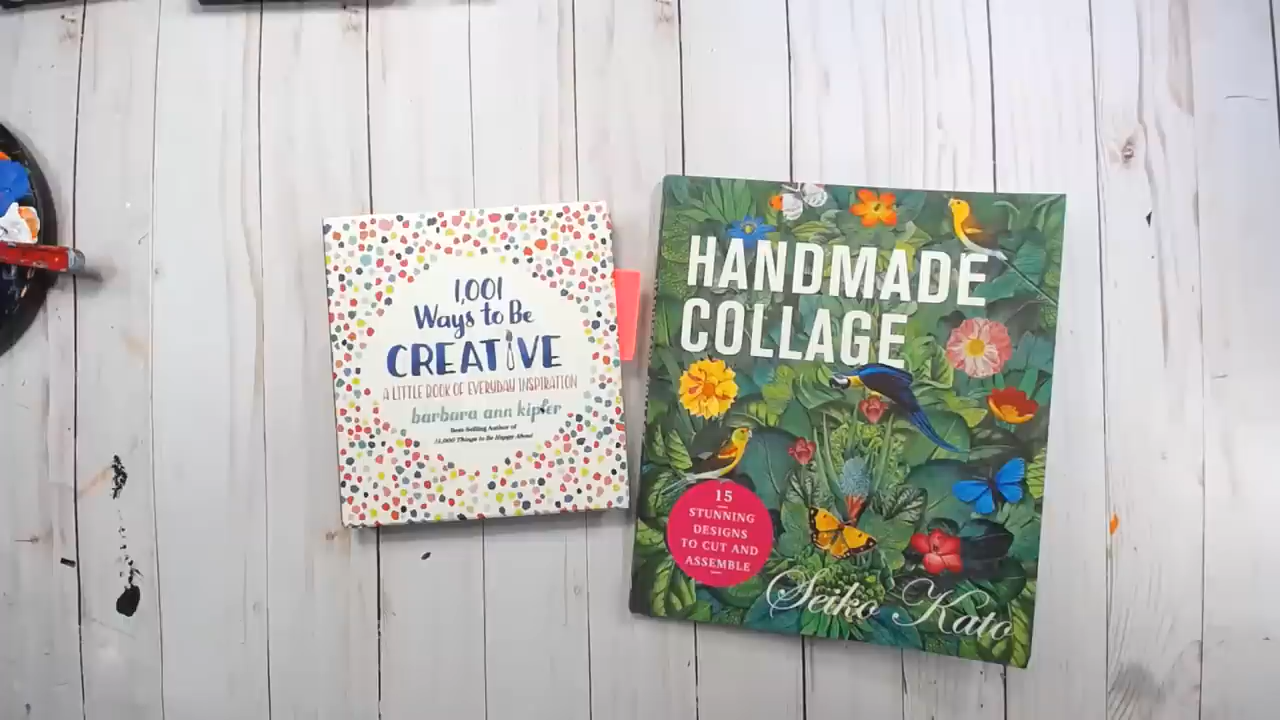 1,001
Ways to Be
CREATIVE
A LITTLE BOOK OF EVERYDAY INSPIRATION
barbara ann kipfer
Best-Selling Author of
14,000 Things to Be Happy About
HANDMADE
COLLAGE
15
STUNNING
DESIGNS
TO CUT AND
ASSEMBLE
Seiko Kato